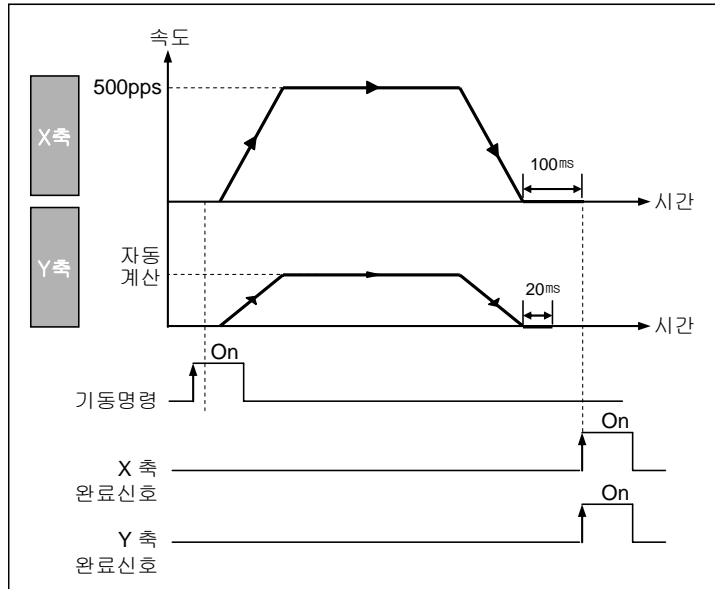 속도
500pps
X축
100ms
시간
Y축
자동
계산
20ms
시간
On
기동명령
On
X 축
완료신호
On
Y 축
완료신호